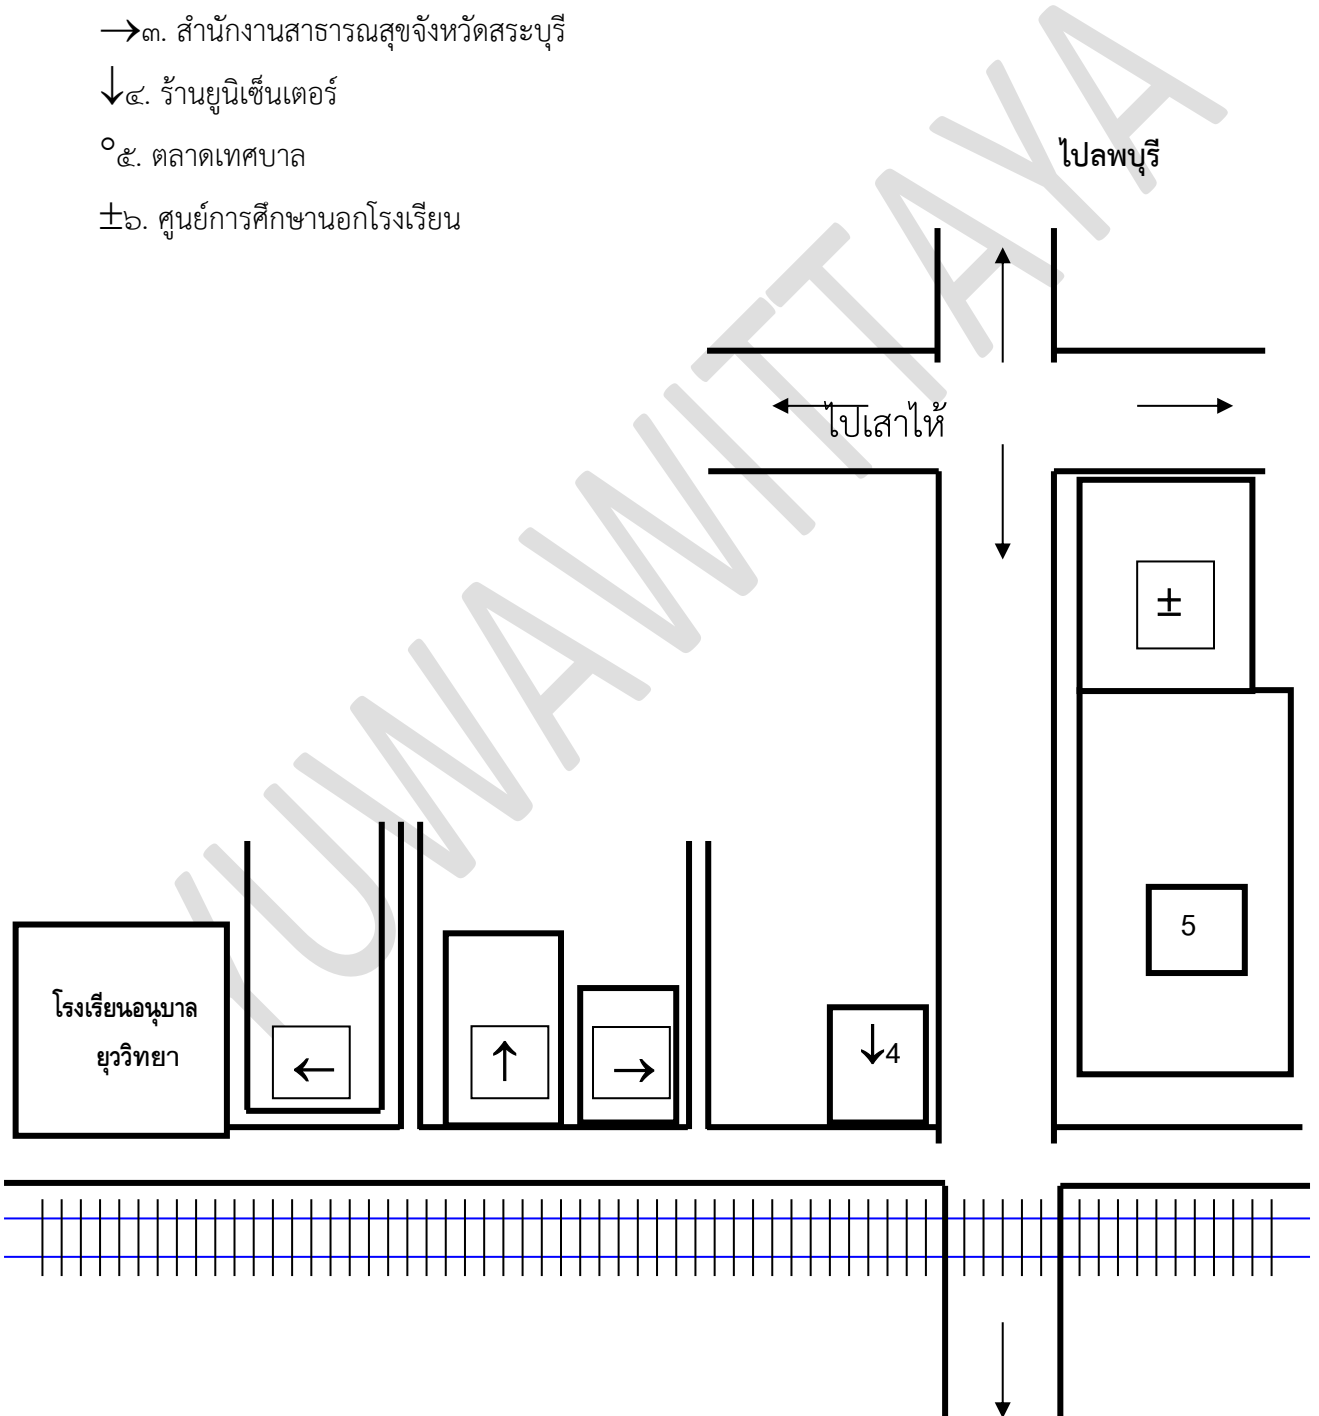 →๓. สำนักงานสาธารณสุขจังหวัดสระบุรี
↓๔. ร้านยูนิเซ็นเตอร์
°๕. ตลาดเทศบาล
ไปลพบุรี
±๖. ศูนย์การศึกษานอกโรงเรียน
ไปเสาไห้
±
5
โรงเรียนอนุบาล
ยุววิทยา
←
↑
→
↓4
YUWAWITTAYA